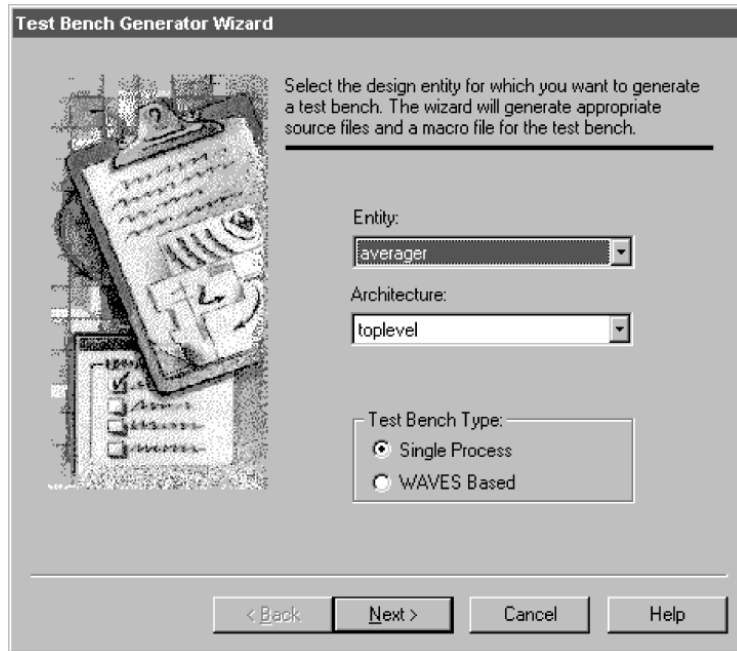 Test Bench Generator Wizard
Select the design entity for which you want to generate
a test bench. The wizard will generate appropriate
source files and a macro file for the test bench.
Entity:
averager
Architecture:
toplevel
Test Bench Type:
Single Process
WAVES Based
< Back
Next >
Cancel
Help